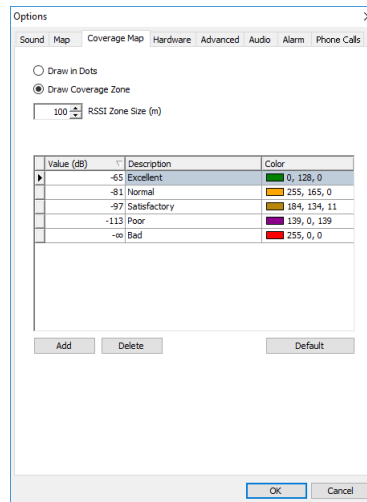 Options
Sound Map Coverage Map Hardware Advanced Audio Alarm Phone Calls
Draw in Dots
Draw Coverage Zone
100 RSSI Zone Size (m)
Value (dB) Description Color
-65 Excellent 0, 128, 0
-81 Normal 255, 165, 0
-97 Satisfactory 184, 134, 11
-113 Poor 139, 0, 139
-∞ Bad 255, 0, 0
Add Delete Default
OK Cancel